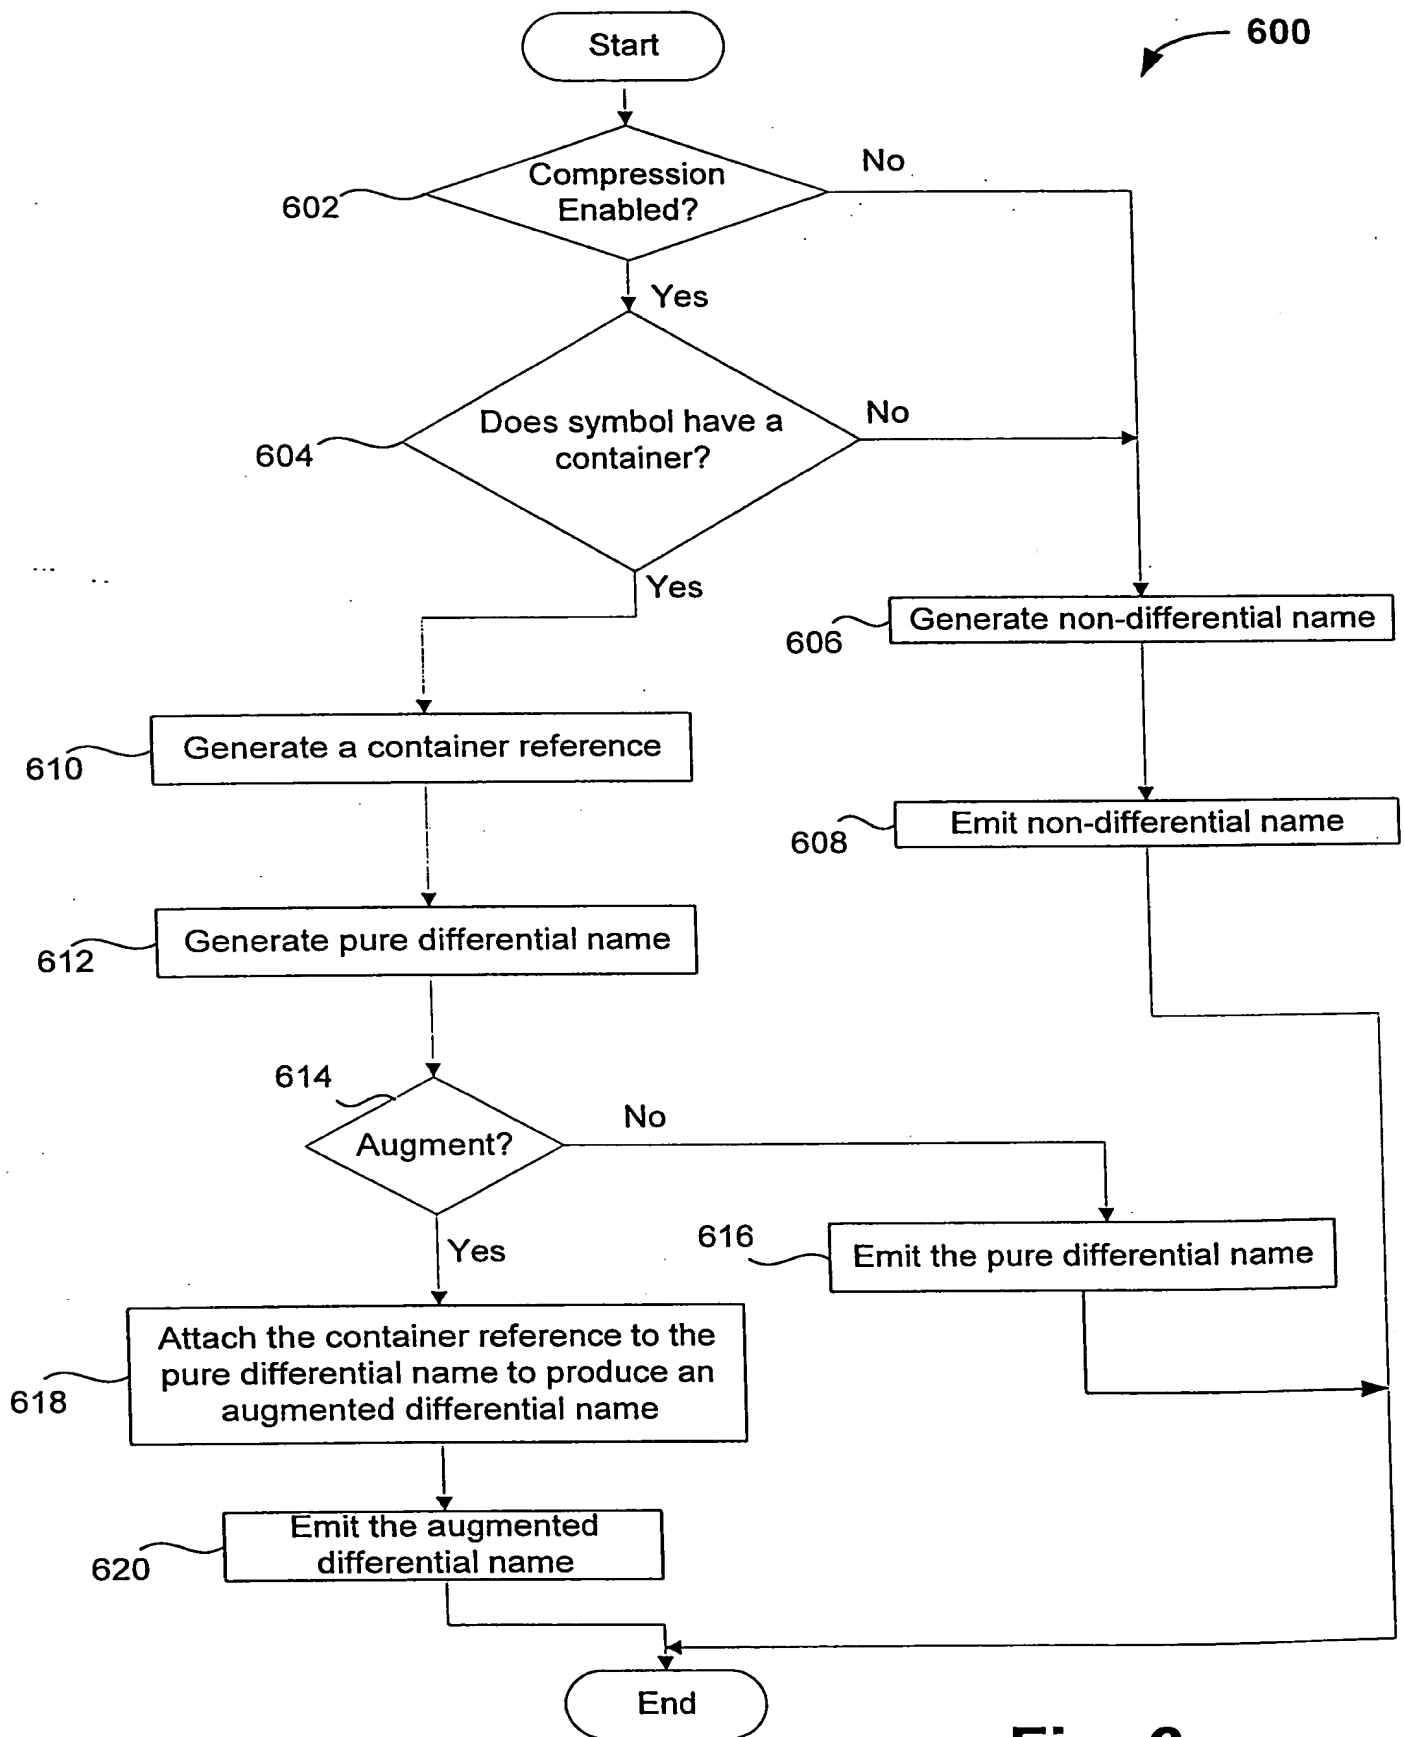 Start
600
Compression
Enabled?
No
602
Yes
Does symbol have a
container?
No
604
Yes
Generate non-differential name
606
Generate a container reference
610
Emit non-differential name
608
Generate pure differential name
612
614
No
Augment?
Yes
616
Emit the pure differential name
Attach the container reference to the
pure differential name to produce an
augmented differential name
618
Emit the augmented
differential name
620
End